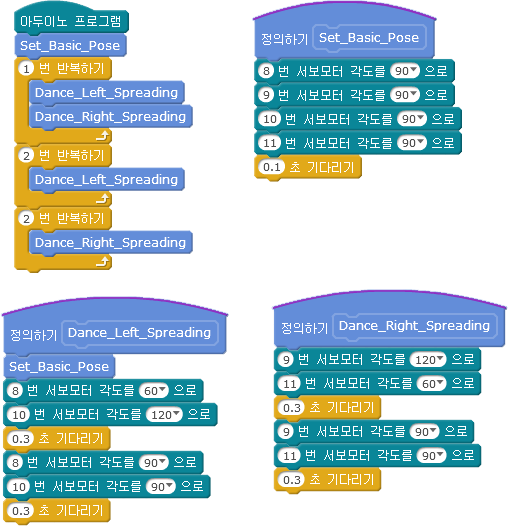 아두이노 프로그램
Set_Basic_Pose
1 번 반복하기
Dance_Left_Spreading
Dance_Right_Spreading
2 번 반복하기
Dance_Left_Spreading
2 번 반복하기
Dance_Right_Spreading
정의하기 Set_Basic_Pose
8 번 서보모터 각도를 90 으로
9 번 서보모터 각도를 90 으로
10 번 서보모터 각도를 90 으로
11 번 서보모터 각도를 90 으로
0.1 초 기다리기
정의하기 Dance_Left_Spreading
Set_Basic_Pose
8 번 서보모터 각도를 60 으로
10 번 서보모터 각도를 120 으로
0.3 초 기다리기
8 번 서보모터 각도를 90 으로
10 번 서보모터 각도를 90 으로
0.3 초 기다리기
정의하기 Dance_Right_Spreading
9 번 서보모터 각도를 120 으로
11 번 서보모터 각도를 60 으로
0.3 초 기다리기
9 번 서보모터 각도를 90 으로
11 번 서보모터 각도를 90 으로
0.3 초 기다리기